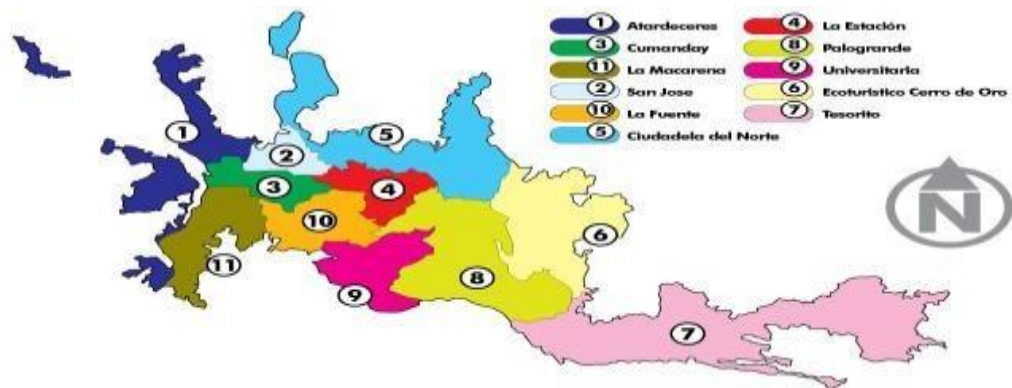 1 Atardeceres
3 Cumanday
11 La Macarena
2 San Jose
10 La Fuente
5 Ciudadela del Norte
4 La Estación
8 Palogrande
9 Universitaria
6 Ecoturístico Cerro de Oro
7 Tesorito
N
1
2
5
3
4
10
6
11
9
8
7